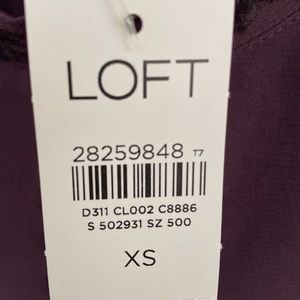 LOFT
28259848 T7
D311 CL002 C8886
S 502931 SZ 500
XS